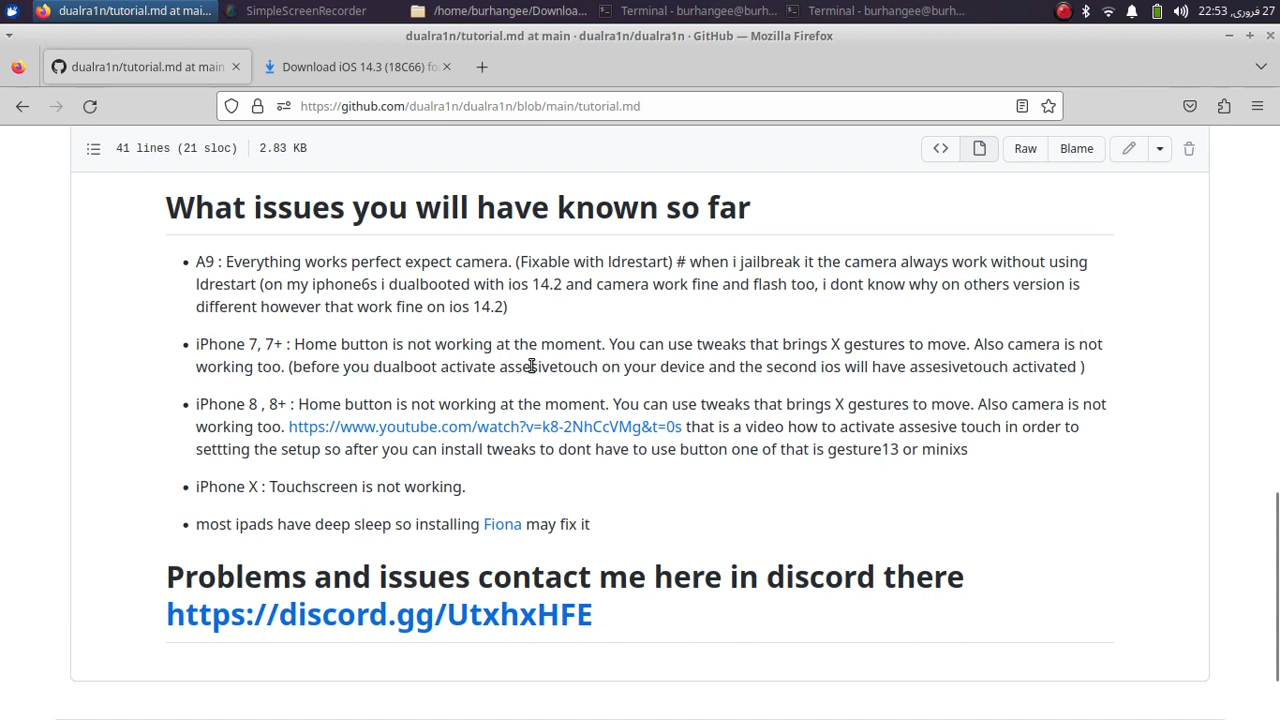 dualra1n/tutorial.md at mai...
SimpleScreenRecorder
/home/burhangee/Downloa...
Terminal - burhangee@burh...
Terminal - burhangee@burh...
22:53 ,فروری 27
dualra1n/tutorial.md at main · dualra1n/dualra1n · GitHub — Mozilla Firefox
dualra1n/tutorial.md at main
Download iOS 14.3 (18C66) fo
https://github.com/dualra1n/dualra1n/blob/main/tutorial.md
41 lines (21 sloc)
2.83 KB
Raw
Blame
What issues you will have known so far
• A9 : Everything works perfect expect camera. (Fixable with ldrestart) # when i jailbreak it the camera always work without using
ldrestart (on my iphone6s i dualbooted with ios 14.2 and camera work fine and flash too, i dont know why on others version is
different however that work fine on ios 14.2)
• iPhone 7, 7+ : Home button is not working at the moment. You can use tweaks that brings X gestures to move. Also camera is not
working too. (before you dualboot activate assesivetouch on your device and the second ios will have assesivetouch activated )
• iPhone 8 , 8+ : Home button is not working at the moment. You can use tweaks that brings X gestures to move. Also camera is not
working too. https://www.youtube.com/watch?v=k8-2NhCcVMg&t=0s that is a video how to activate assesive touch in order to
settting the setup so after you can install tweaks to dont have to use button one of that is gesture13 or minixs
• iPhone X : Touchscreen is not working.
• most ipads have deep sleep so installing Fiona may fix it
Problems and issues contact me here in discord there
https://discord.gg/UtxhxHFE